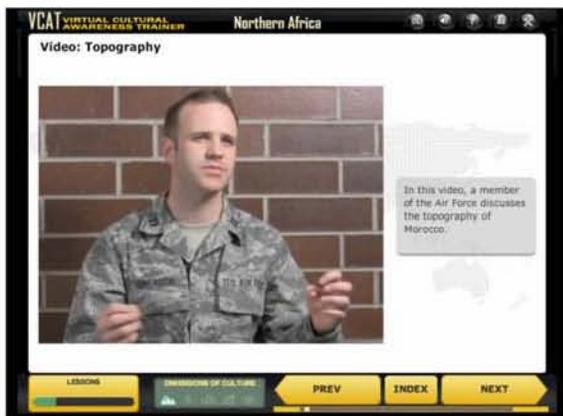 VCAT VIRTUAL CULTURAL
AWARENESS TRAINER
Northern Africa
Video: Topography
In this video, a member
of the Air Force discusses
the topography of
Morocco.
LESSONS
DIMENSIONS OF CULTURE
PREV
INDEX
NEXT